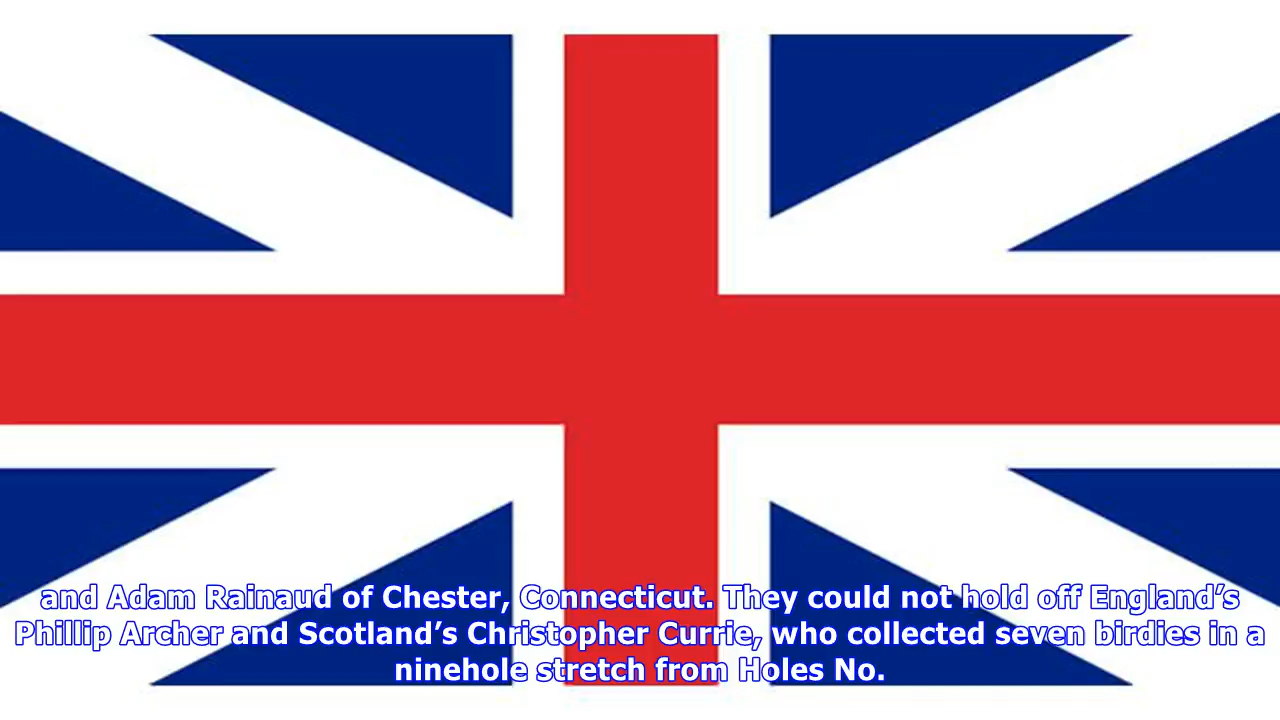 and Adam Rainaud of Chester, Connecticut. They could not hold off England’s
Phillip Archer and Scotland’s Christopher Currie, who collected seven birdies in a
ninehole stretch from Holes No.